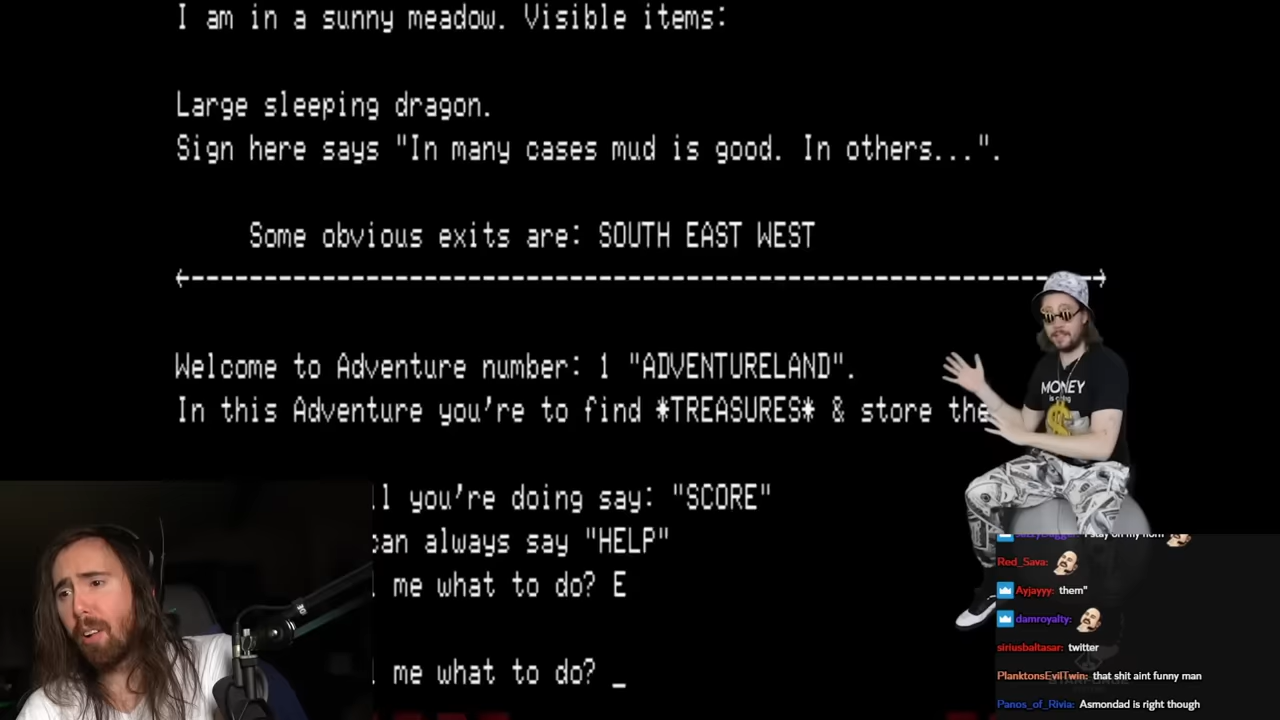 I am in a sunny meadow. Visible items:
Large sleeping dragon.
Sign here says "In many cases mud is good. In others...".
Some obvious exits are: SOUTH EAST WEST
Welcome to Adventure number: 1 "ADVENTURELAND".
In this Adventure you're to find *TREASURES* & store the
ll you're doing say: "SCORE"
can always say "HELP"
me what to do? E
me what to do? _
MONEY
Red_Sava:
Ayjayyy: them"
damroyalty:
siriusbaltasar: twitter
PlanktonsEvilTwin: that shit aint funny man
Panos_of_Rivia: Asmondad is right though